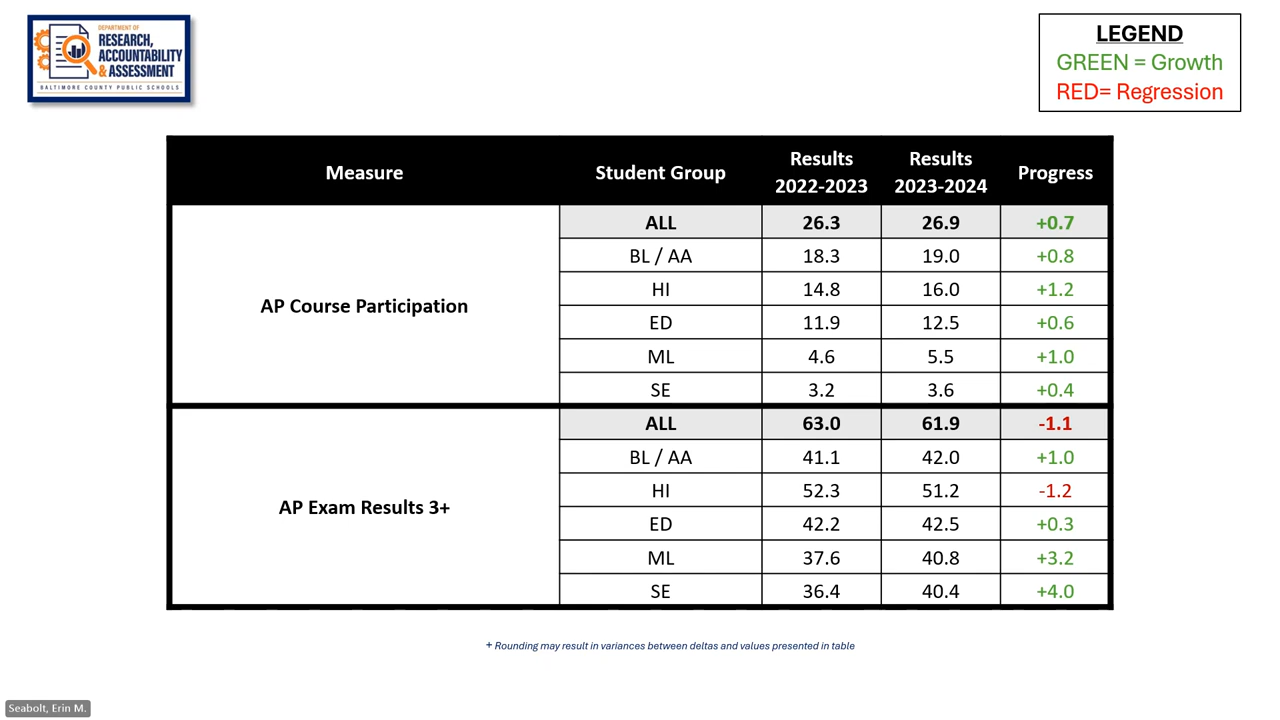 DEPARTMENT OF
RESEARCH,
ACCOUNTABILITY
& ASSESSMENT
BALTIMORE COUNTY PUBLIC SCHOOLS
LEGEND
GREEN = Growth
RED= Regression
Measure Student Group Results 2022-2023 Results 2023-2024 Progress
AP Course Participation
ALL 26.3 26.9 +0.7
BL / AA 18.3 19.0 +0.8
HI 14.8 16.0 +1.2
ED 11.9 12.5 +0.6
ML 4.6 5.5 +1.0
SE 3.2 3.6 +0.4
AP Exam Results 3+
ALL 63.0 61.9 -1.1
BL / AA 41.1 42.0 +1.0
HI 52.3 51.2 -1.2
ED 42.2 42.5 +0.3
ML 37.6 40.8 +3.2
SE 36.4 40.4 +4.0
+ Rounding may result in variances between deltas and values presented in table
Seabolt, Erin M.